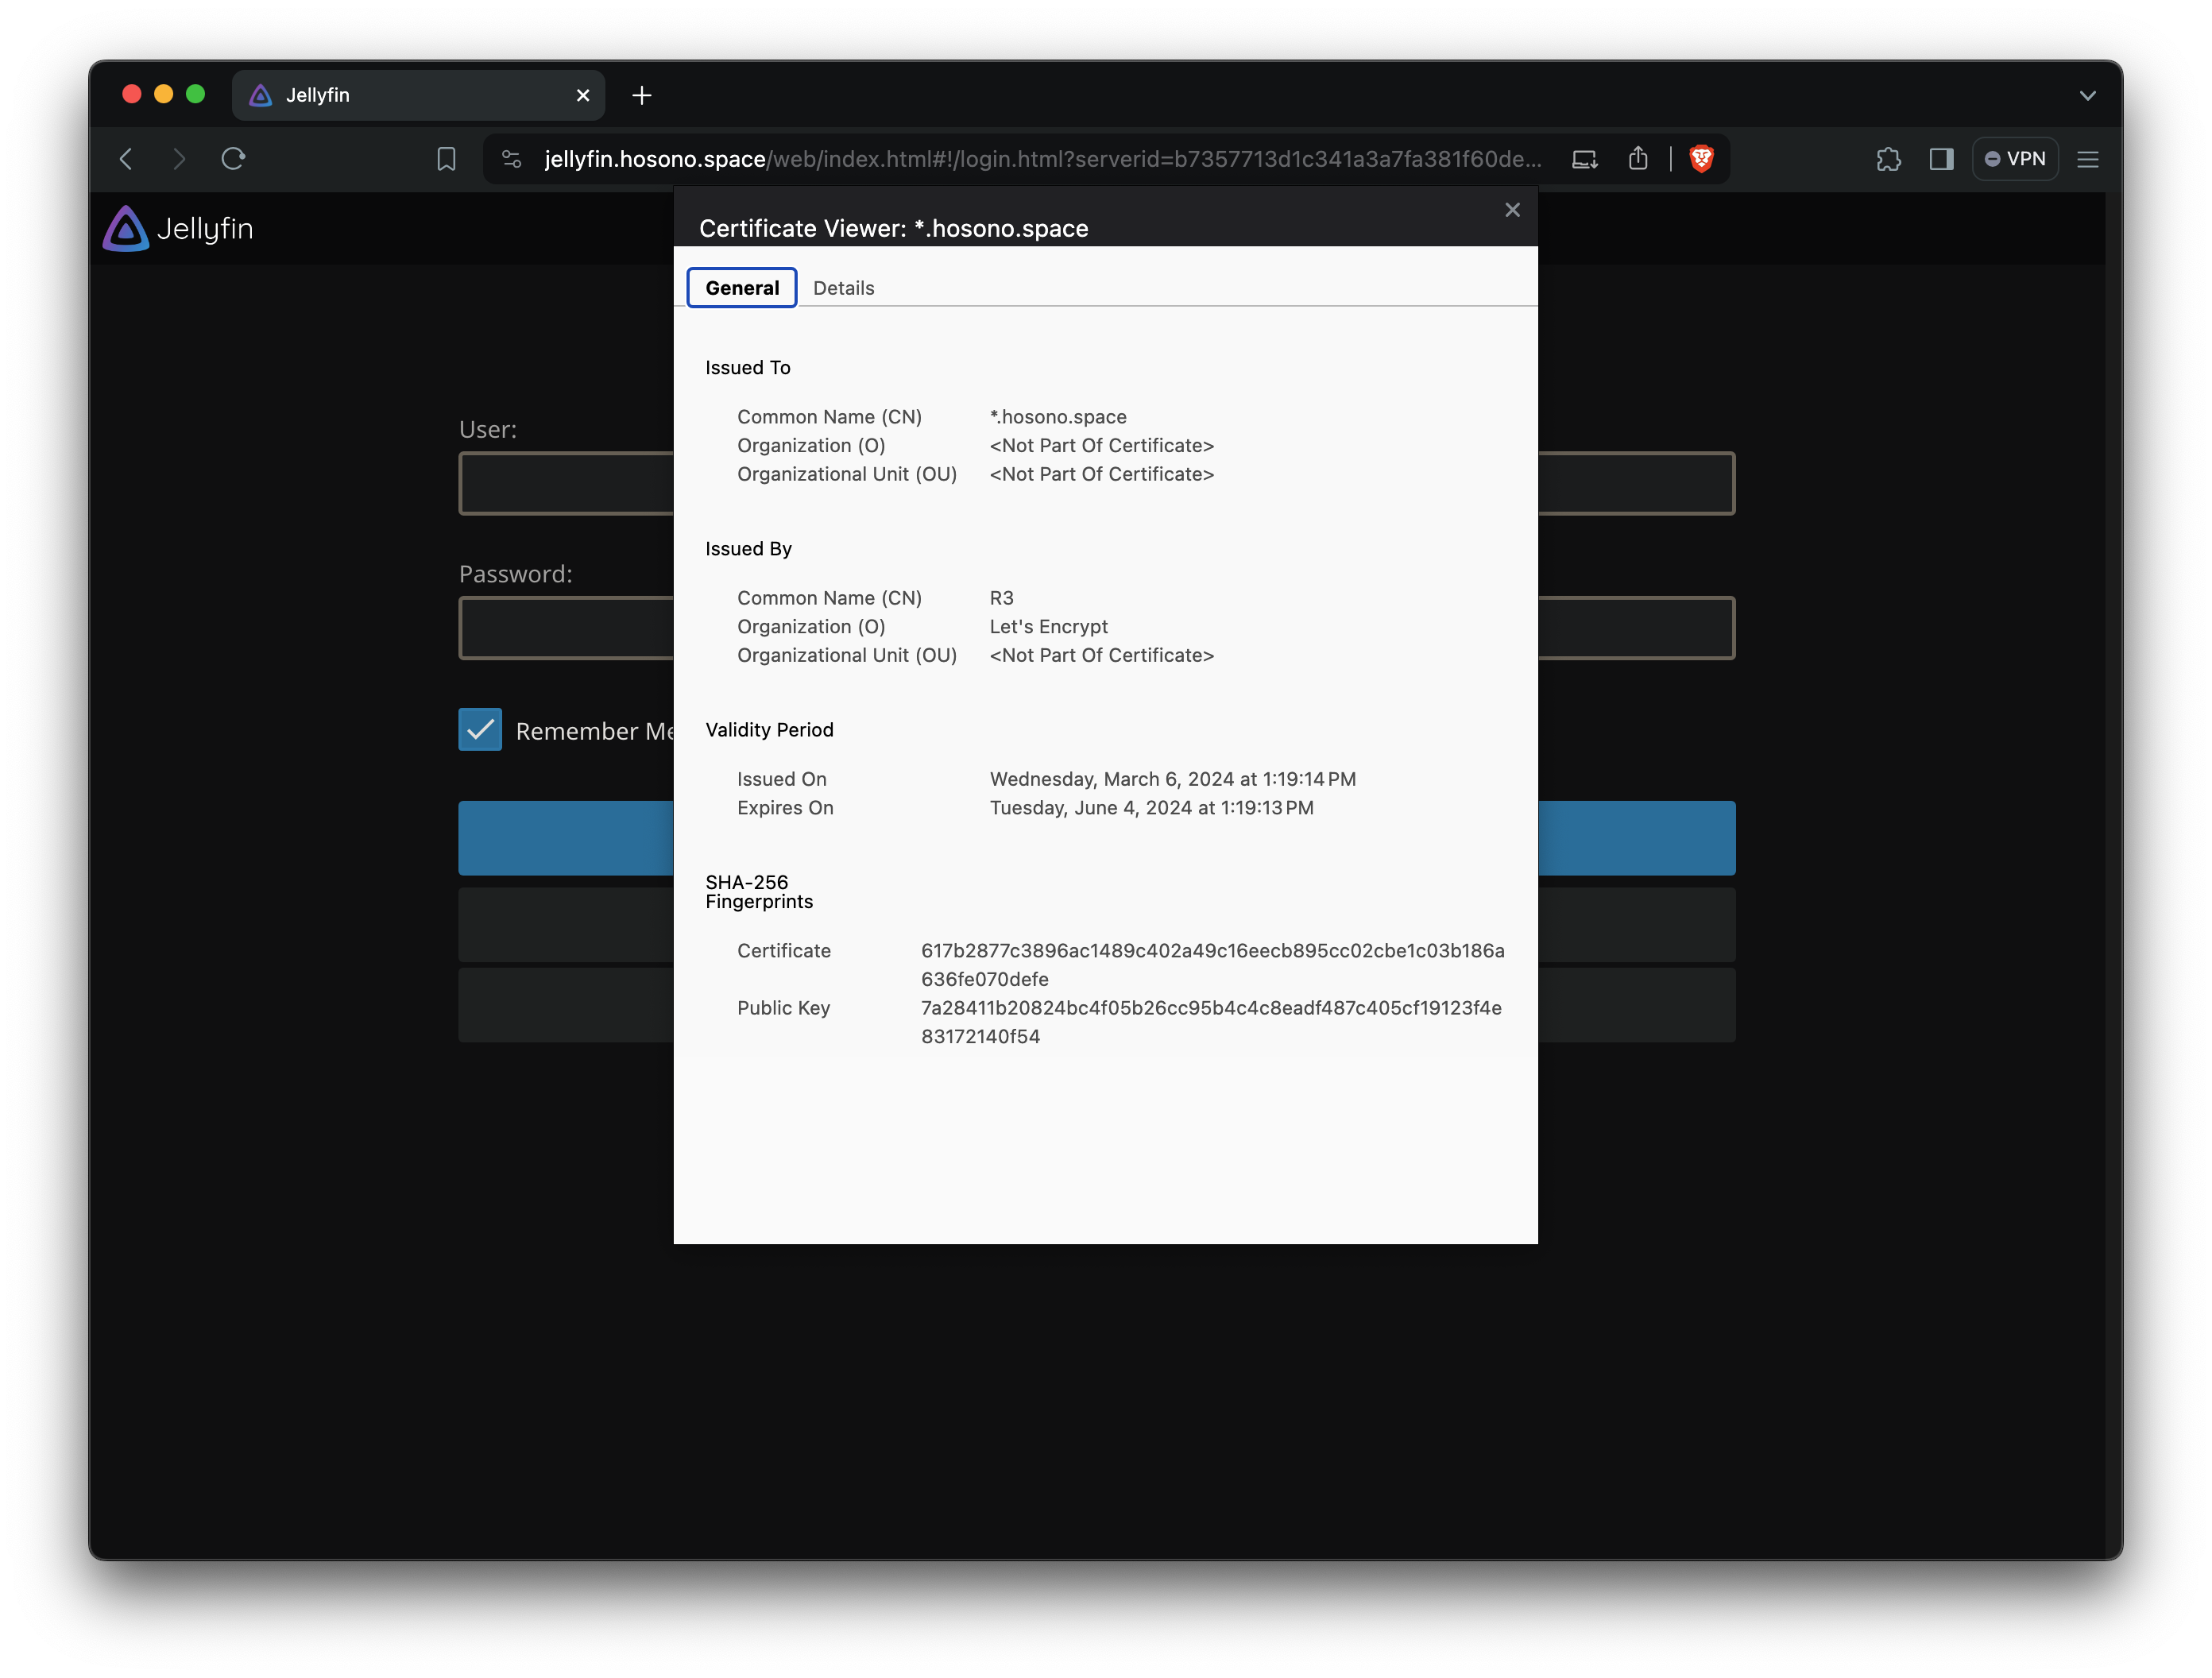 Jellyfin
jellyfin.hosono.space/web/index.html#!/login.html?serverid=b7357713d1c341a3a7fa381f60de...
VPN
Jellyfin
Certificate Viewer: *.hosono.space
General Details
Issued To
Common Name (CN) *.hosono.space
Organization (O) <Not Part Of Certificate>
Organizational Unit (OU) <Not Part Of Certificate>
User:
Issued By
Password:
Common Name (CN) R3
Organization (O) Let's Encrypt
Organizational Unit (OU) <Not Part Of Certificate>
Remember Me
Validity Period
Issued On Wednesday, March 6, 2024 at 1:19:14 PM
Expires On Tuesday, June 4, 2024 at 1:19:13 PM
SHA-256
Fingerprints
Certificate 617b2877c3896ac1489c402a49c16eecb895cc02cbe1c03b186a
636fe070defe
Public Key 7a28411b20824bc4f05b26cc95b4c4c8eadf487c405cf19123f4e
83172140f54